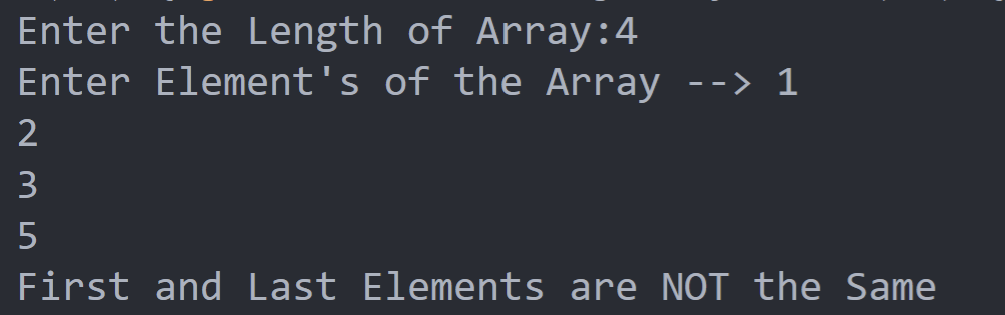 Enter the Length of Array:4
Enter Element's of the Array --> 1
2
3
5
First and Last Elements are NOT the Same